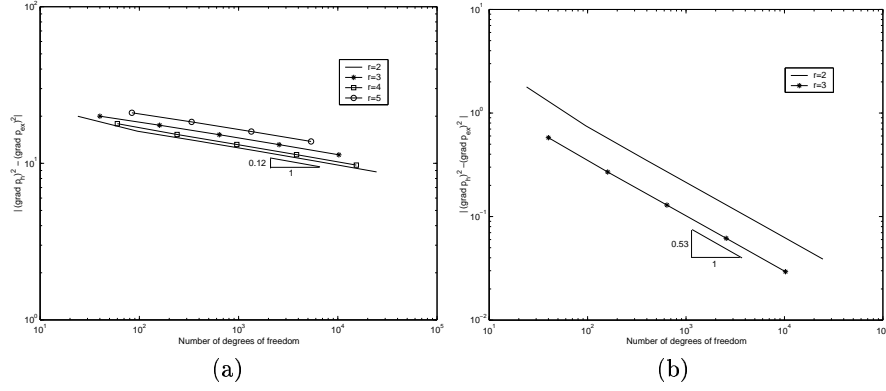 10^2
10^1
10^0
| (grad p_h)^2 − (grad p_ex)^2|
r=2
r=3
r=4
r=5
0.12
1
10^1
10^2
10^3
10^4
10^5
Number of degrees of freedom
(a)
10^1
10^0
10^−1
10^−2
| (grad p_h)^2 −(grad p_ex)^2 |
r=2
r=3
0.53
1
10^1
10^2
10^3
10^4
10
Number of degrees of freedom
(b)